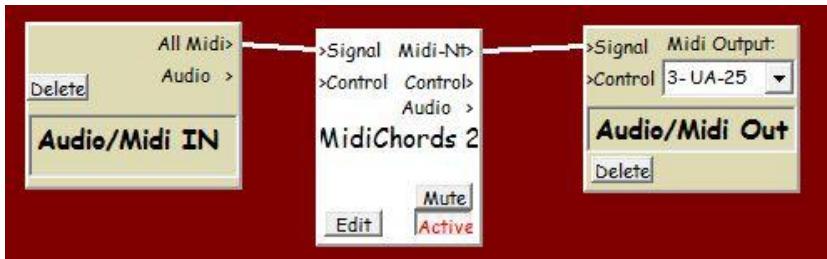 All Midi>
Audio >
Delete
Audio/Midi IN
>Signal Midi-Nt>
>Control Control>
Audio >
MidiChords 2
Mute
Edit Active
>Signal Midi Output:
>Control 3- UA-25
Audio/Midi Out
Delete